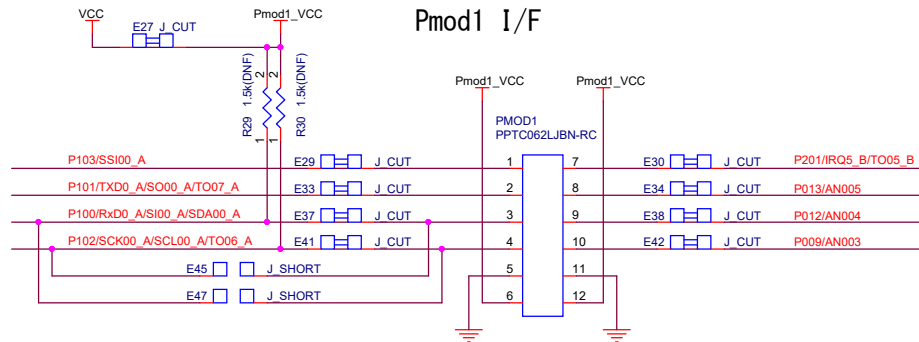 Pmod1 I/F
VCC
E27 J_CUT
Pmod1_VCC
R29 1.5k(DNF)
1 2
R30 1.5k(DNF)
1 2
Pmod1_VCC
Pmod1_VCC
PMOD1
PPTC062LJBN-RC
P103/SSI00_A E29 J_CUT 1 7 E30 J_CUT P201/IRQ5_B/TO05_B
P101/TXD0_A/SO00_A/TO07_A E33 J_CUT 2 8 E34 J_CUT P013/AN005
P100/RxD0_A/SI00_A/SDA00_A E37 J_CUT 3 9 E38 J_CUT P012/AN004
P102/SCK00_A/SCL00_A/TO06_A E41 J_CUT 4 10 E42 J_CUT P009/AN003
E45 J_SHORT 5 11
E47 J_SHORT 6 12